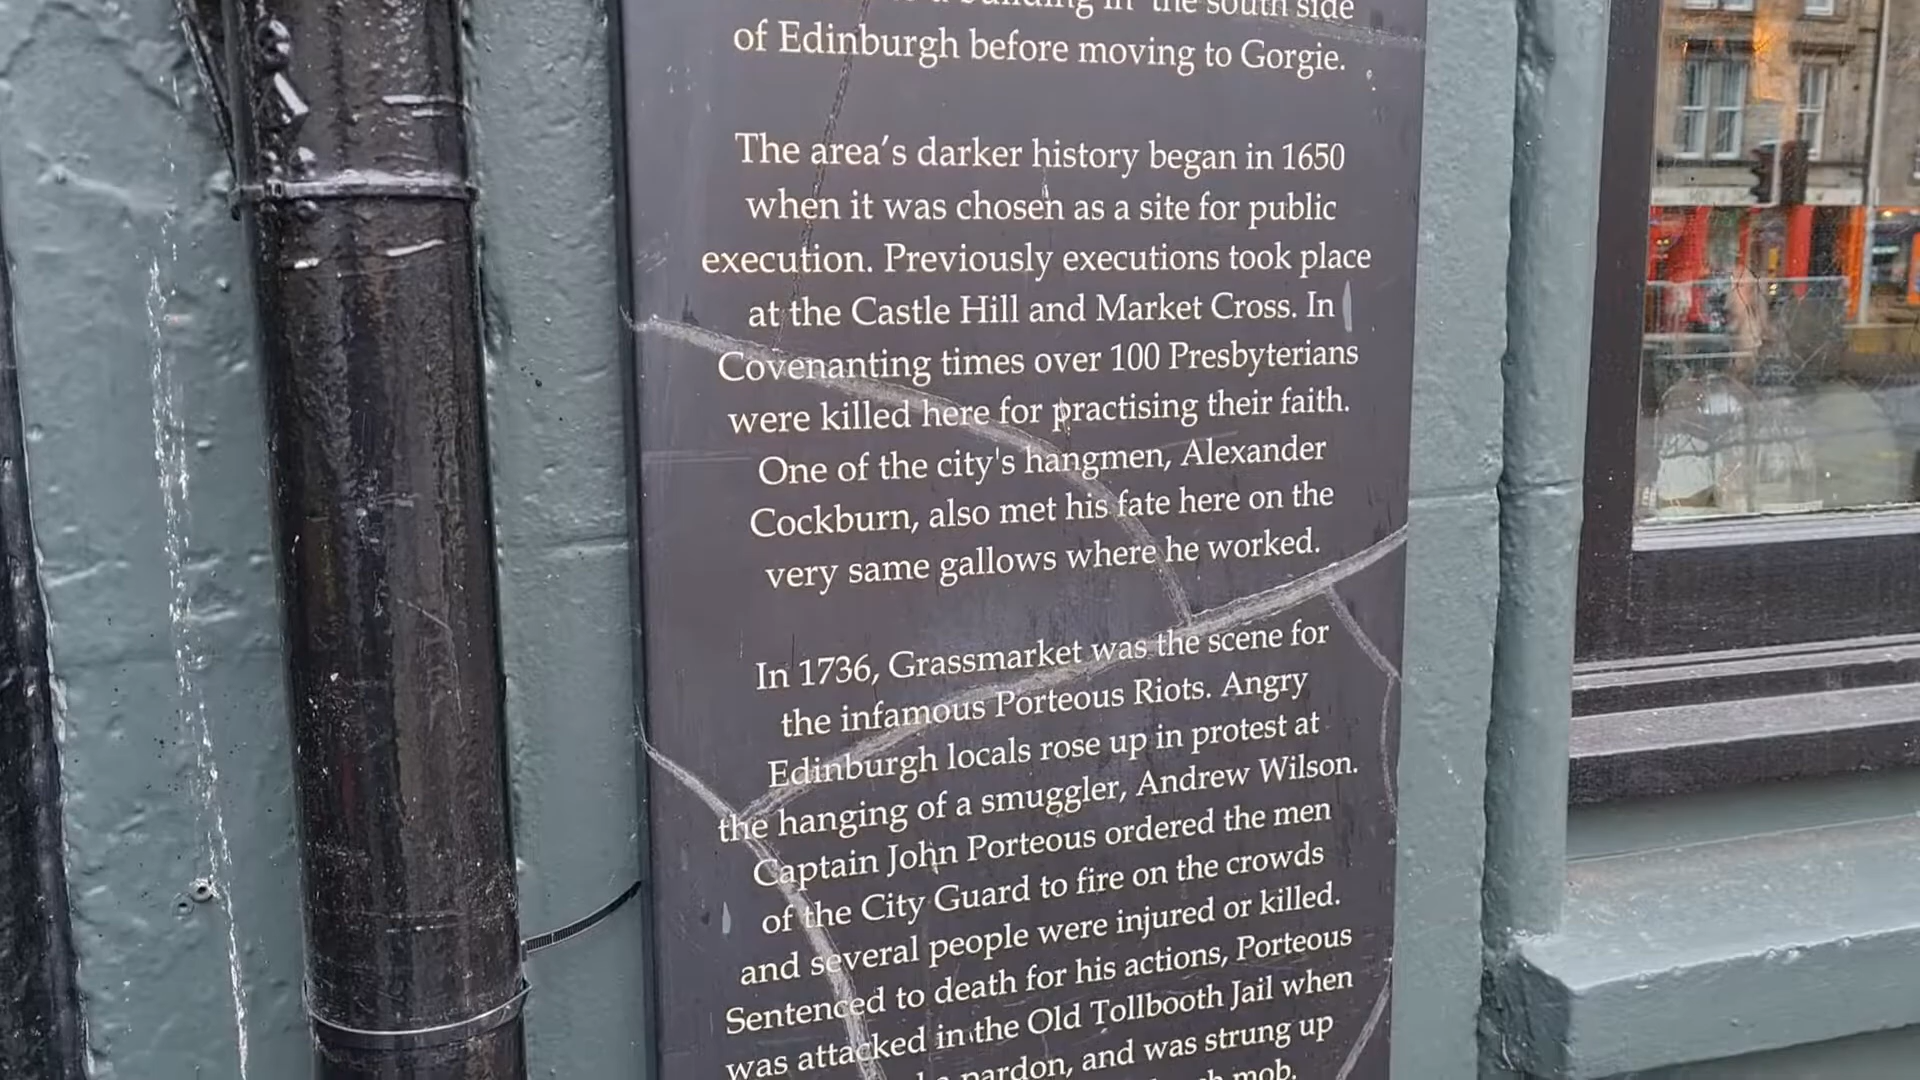 building in the south side
of Edinburgh before moving to Gorgie.
The area's darker history began in 1650
when it was chosen as a site for public
execution. Previously executions took place
at the Castle Hill and Market Cross. In
Covenanting times over 100 Presbyterians
were killed here for practising their faith.
One of the city's hangmen, Alexander
Cockburn, also met his fate here on the
very same gallows where he worked.
In 1736, Grassmarket was the scene for
the infamous Porteous Riots. Angry
Edinburgh locals rose up in protest at
the hanging of a smuggler, Andrew Wilson.
Captain John Porteous ordered the men
of the City Guard to fire on the crowds
and several people were injured or killed.
Sentenced to death for his actions, Porteous
was attacked in the Old Tollbooth Jail when
pardon, and was strung up
mob.